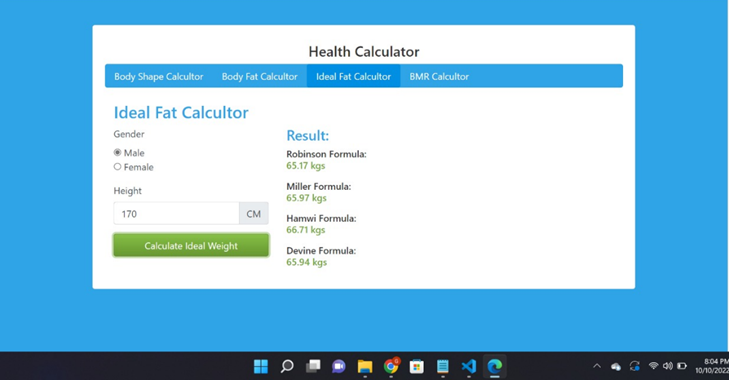 Health Calculator
Body Shape Calcultor Body Fat Calcultor Ideal Fat Calcultor BMR Calcultor
Ideal Fat Calcultor
Gender
Male
Female
Height
170 CM
Calculate Ideal Weight
Result:
Robinson Formula:
65.17 kgs
Miller Formula:
65.97 kgs
Hamwi Formula:
66.71 kgs
Devine Formula:
65.94 kgs
8:04 PM
10/10/2022